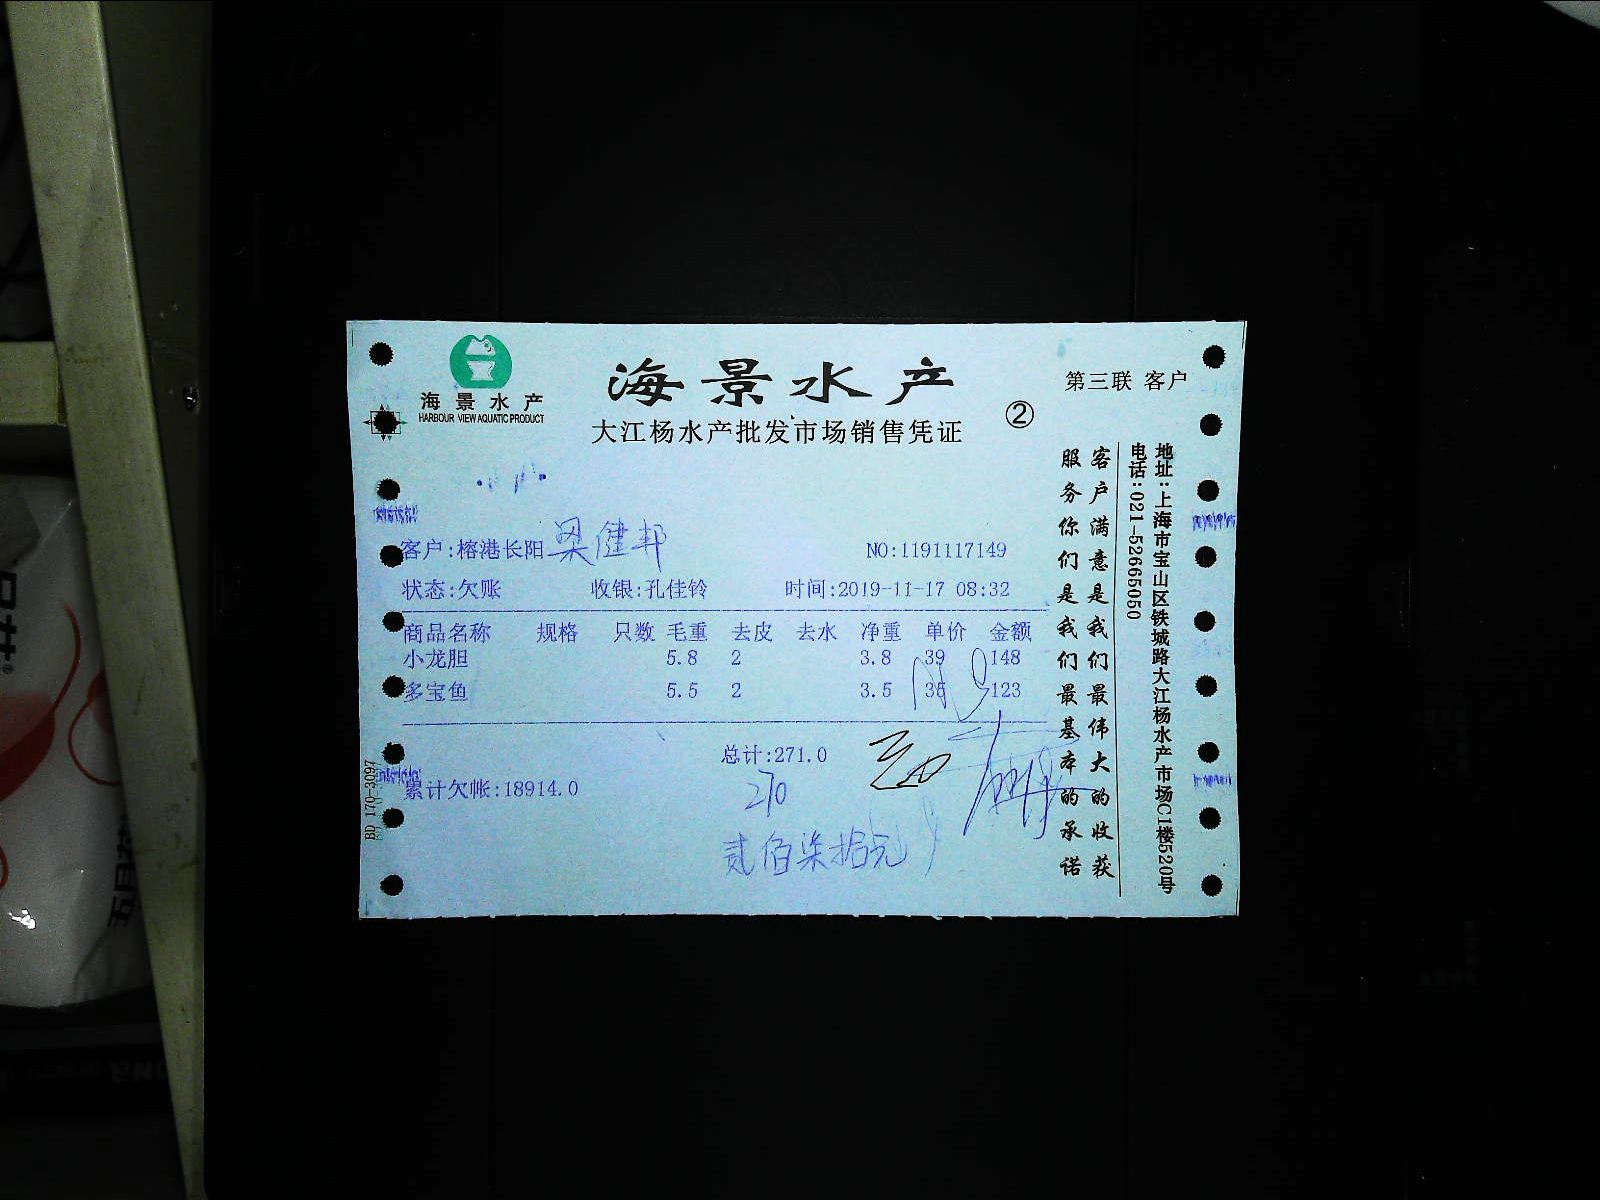 海景水产
HARBOUR VIEW AQUATIC PRODUCT
海景水产
大江杨水产批发市场销售凭证
②
第三联 客户
客户:榕港长阳 梁健邦
NO:1191117149
状态:欠账 收银:孔佳铃 时间:2019-11-17 08:32
商品名称 规格 只数 毛重 去皮 去水 净重 单价 金额
小龙胆 5.8 2 3.8 39 148
多宝鱼 5.5 2 3.5 35 123
总计:271.0
累计欠帐:18914.0
270
贰佰柒拾元
客户满意是我们最伟大的收获
服务你们是我们最基本的承诺
地址:上海市宝山区铁城路大江杨水产市场C1楼520号
电话:021-52665050
BD 170-3097